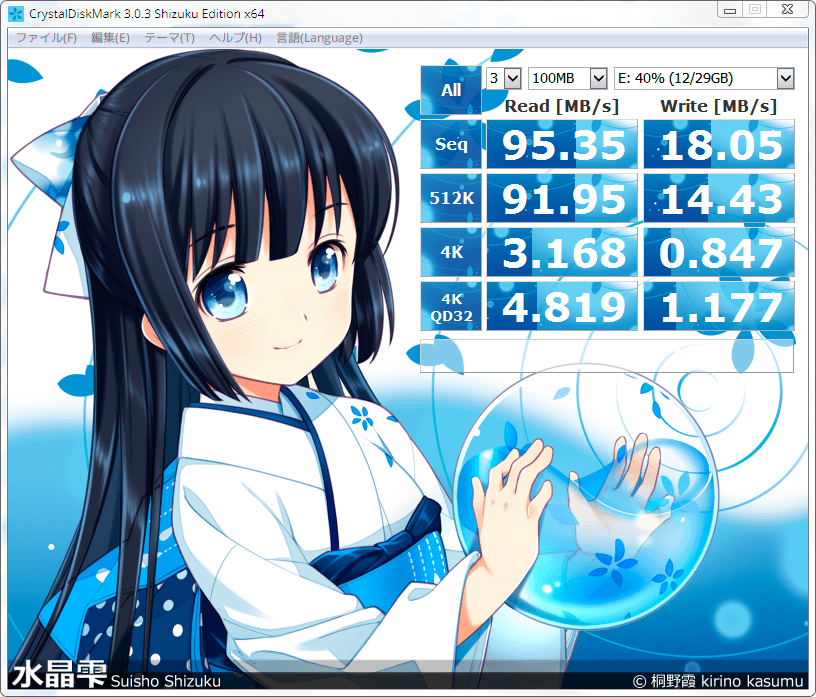 CrystalDiskMark 3.0.3 Shizuku Edition x64
ファイル(F) 編集(E) テーマ(T) ヘルプ(H) 言語(Language)
All 3 100MB E: 40% (12/29GB)
Read [MB/s] Write [MB/s]
Seq 95.35 18.05
512K 91.95 14.43
4K 3.168 0.847
4K QD32 4.819 1.177
水晶雫 Suisho Shizuku © 桐野霞 kirino kasumu